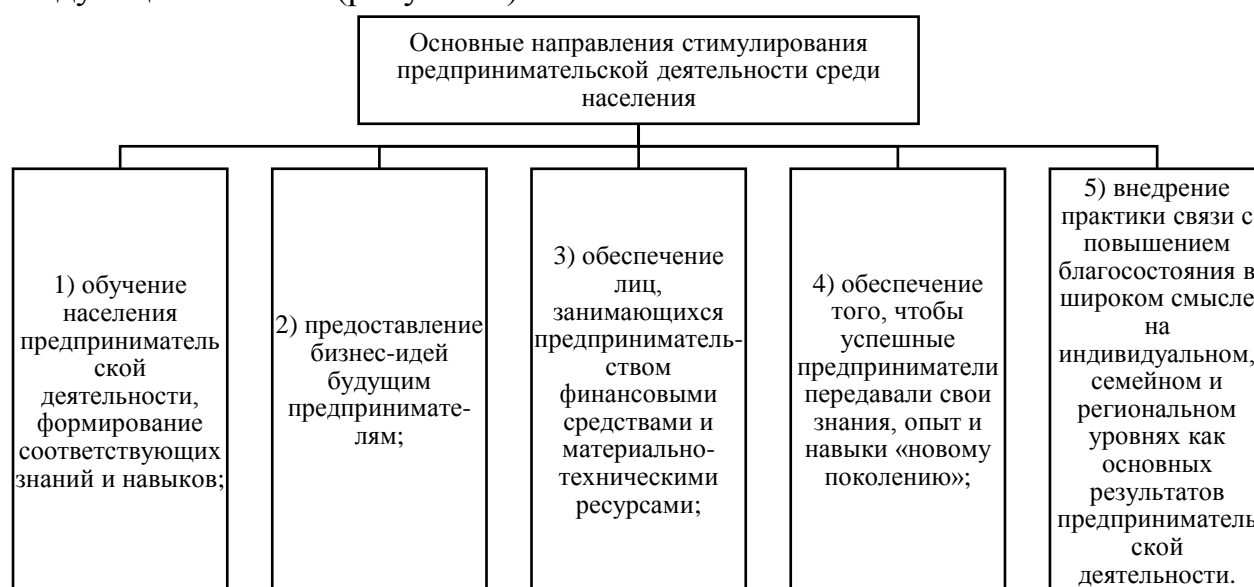 Основные направления стимулирования
предпринимательской деятельности среди
населения
1) обучение
населения
предприниматель
ской
деятельности,
формирование
соответствующих
знаний и навыков;
2) предоставление
бизнес-идей
будущим
предпринимате-
лям;
3) обеспечение
лиц,
занимающихся
предприниматель-
ством
финансовыми
средствами и
материально-
техническими
ресурсами;
4) обеспечение
того, чтобы
успешные
предприниматели
передавали свои
знания, опыт и
навыки «новому
поколению»;
5) внедрение
практики связи с
повышением
благосостояния в
широком смысле
на
индивидуальном,
семейном и
региональном
уровнях как
основных
результатов
предприниматель
ской
деятельности.